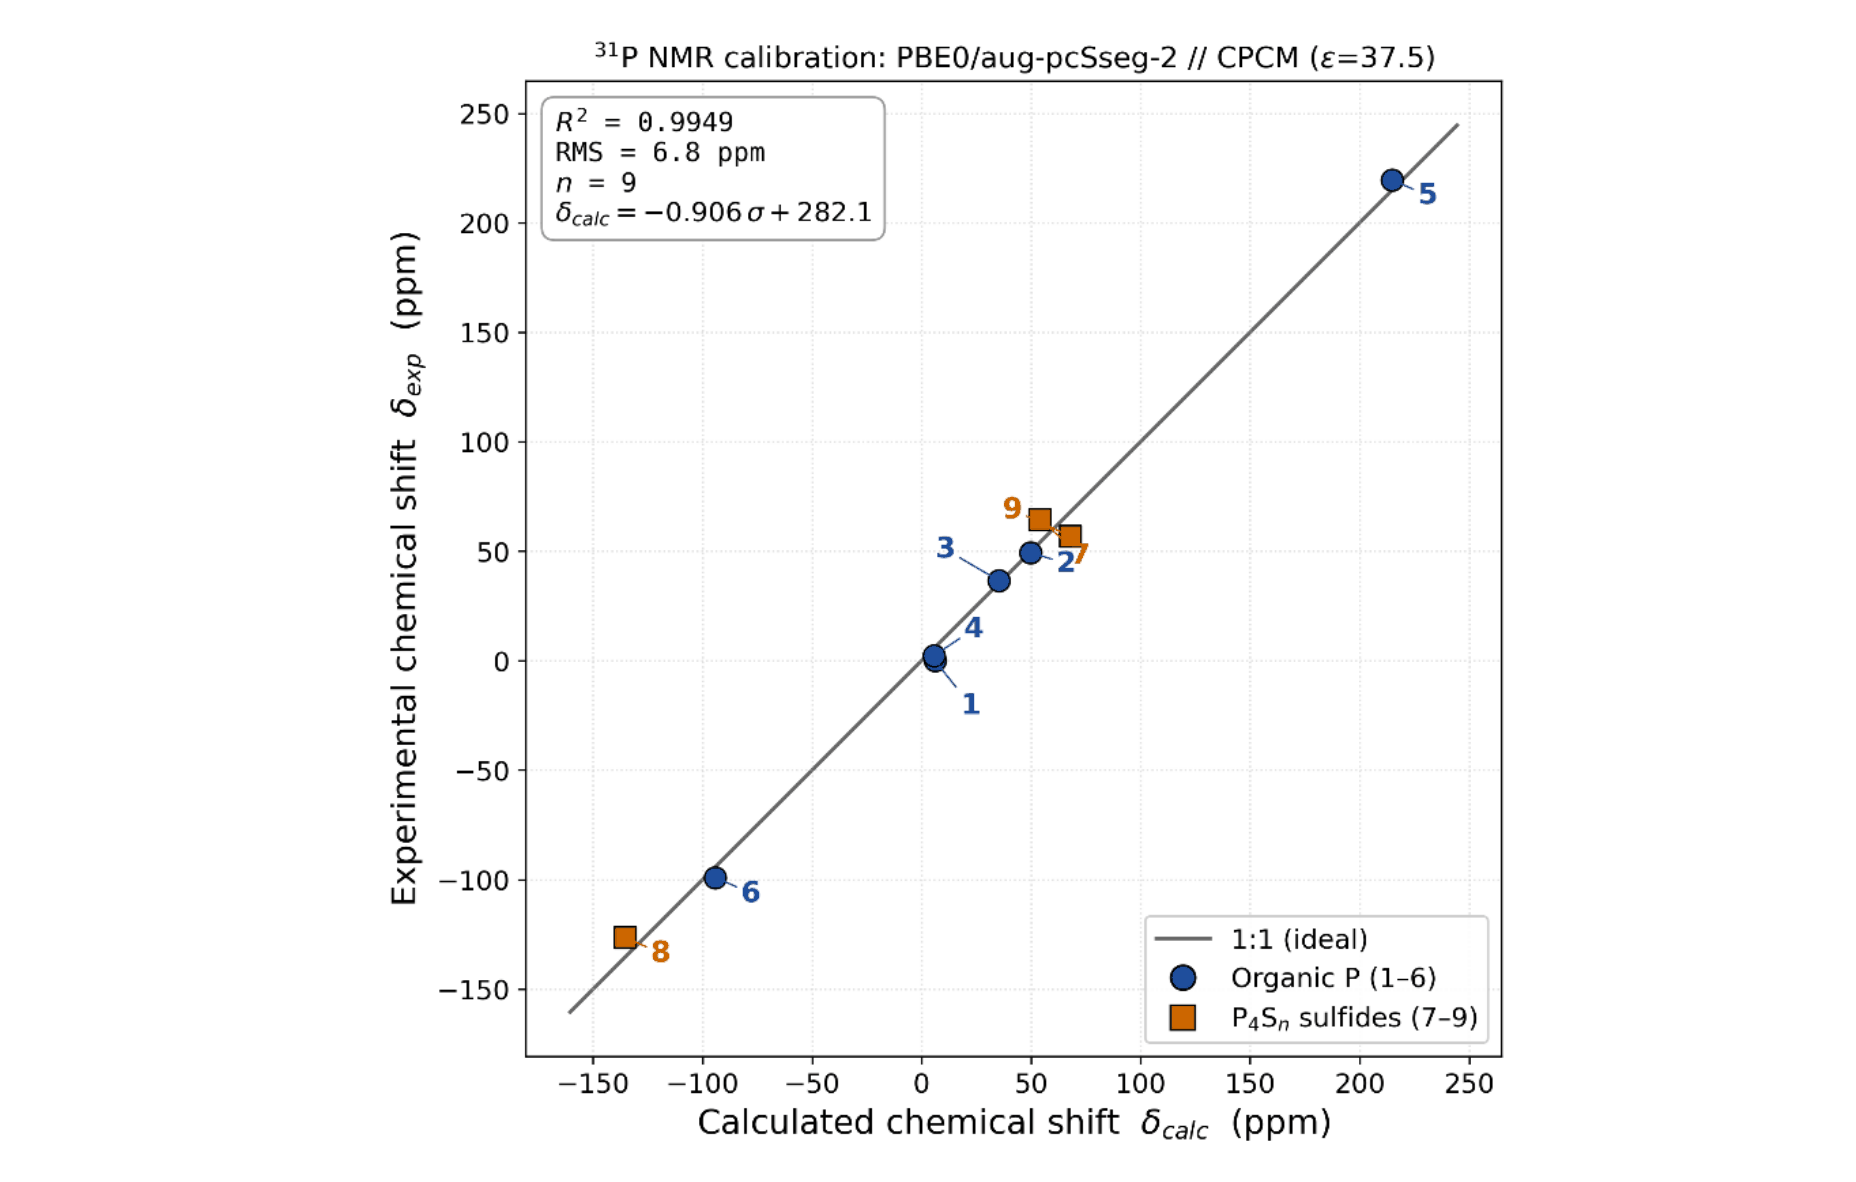 ³¹P NMR calibration: PBE0/aug-pcSseg-2 // CPCM (ε=37.5)
R² = 0.9949
RMS = 6.8 ppm
n = 9
δcalc = −0.906 σ + 282.1
Experimental chemical shift δexp (ppm)
250
200
150
100
50
0
−50
−100
−150
5
9
7
3
2
4
1
6
8
1:1 (ideal)
Organic P (1–6)
P₄Sₙ sulfides (7–9)
−150 −100 −50 0 50 100 150 200 250
Calculated chemical shift δcalc (ppm)